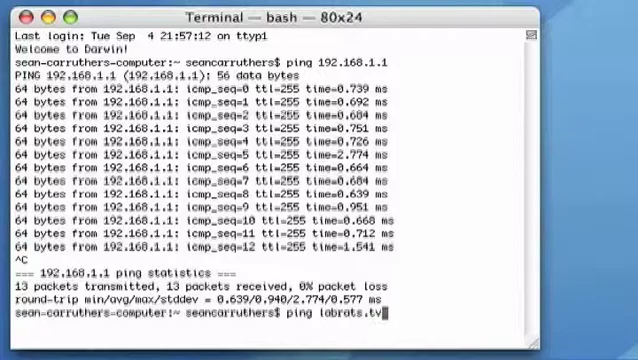 Terminal — bash — 80x24
Last login: Tue Sep  4 21:57:12 on ttyp1
Welcome to Darwin!
sean-carruthers-computer:~ seancarruthers$ ping 192.168.1.1
PING 192.168.1.1 (192.168.1.1): 56 data bytes
64 bytes from 192.168.1.1: icmp_seq=0 ttl=255 time=0.739 ms
64 bytes from 192.168.1.1: icmp_seq=1 ttl=255 time=0.692 ms
64 bytes from 192.168.1.1: icmp_seq=2 ttl=255 time=0.684 ms
64 bytes from 192.168.1.1: icmp_seq=3 ttl=255 time=0.751 ms
64 bytes from 192.168.1.1: icmp_seq=4 ttl=255 time=0.726 ms
64 bytes from 192.168.1.1: icmp_seq=5 ttl=255 time=2.774 ms
64 bytes from 192.168.1.1: icmp_seq=6 ttl=255 time=0.664 ms
64 bytes from 192.168.1.1: icmp_seq=7 ttl=255 time=0.684 ms
64 bytes from 192.168.1.1: icmp_seq=8 ttl=255 time=0.639 ms
64 bytes from 192.168.1.1: icmp_seq=9 ttl=255 time=0.951 ms
64 bytes from 192.168.1.1: icmp_seq=10 ttl=255 time=0.668 ms
64 bytes from 192.168.1.1: icmp_seq=11 ttl=255 time=0.712 ms
64 bytes from 192.168.1.1: icmp_seq=12 ttl=255 time=1.541 ms
^C
--- 192.168.1.1 ping statistics ---
13 packets transmitted, 13 packets received, 0% packet loss
round-trip min/avg/max/stddev = 0.639/0.940/2.774/0.577 ms
sean-carruthers-computer:~ seancarruthers$ ping labrats.tv